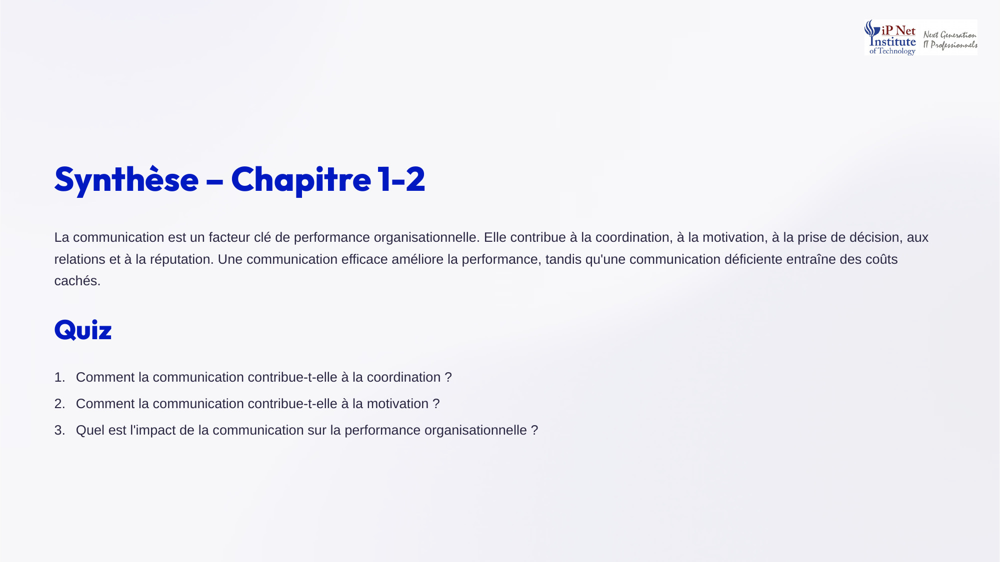 iP Net
Institute
of Technology
Next Generation
IT Professionnels
Synthèse – Chapitre 1-2
La communication est un facteur clé de performance organisationnelle. Elle contribue à la coordination, à la motivation, à la prise de décision, aux
relations et à la réputation. Une communication efficace améliore la performance, tandis qu'une communication déficiente entraîne des coûts
cachés.
Quiz
1. Comment la communication contribue-t-elle à la coordination ?
2. Comment la communication contribue-t-elle à la motivation ?
3. Quel est l'impact de la communication sur la performance organisationnelle ?